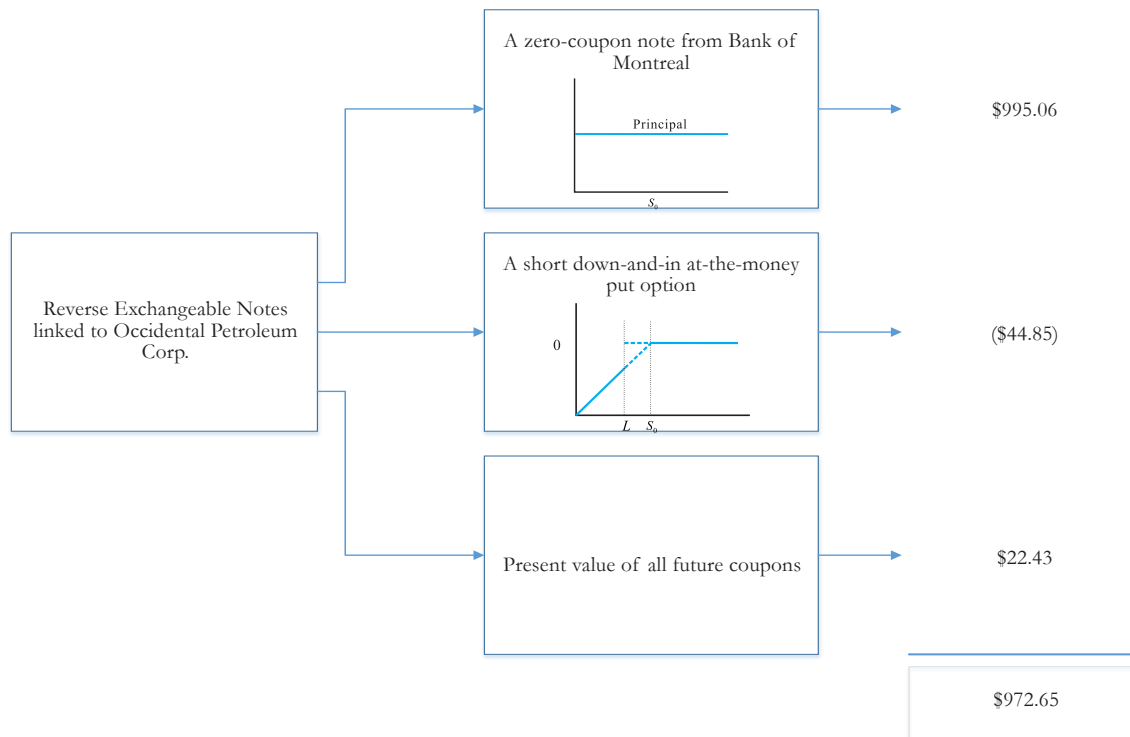 Reverse Exchangeable Notes
linked to Occidental Petroleum
Corp.
A zero-coupon note from Bank of
Montreal
Principal
S₀
$995.06
A short down-and-in at-the-money
put option
0
L S₀
($44.85)
Present value of all future coupons
$22.43
$972.65